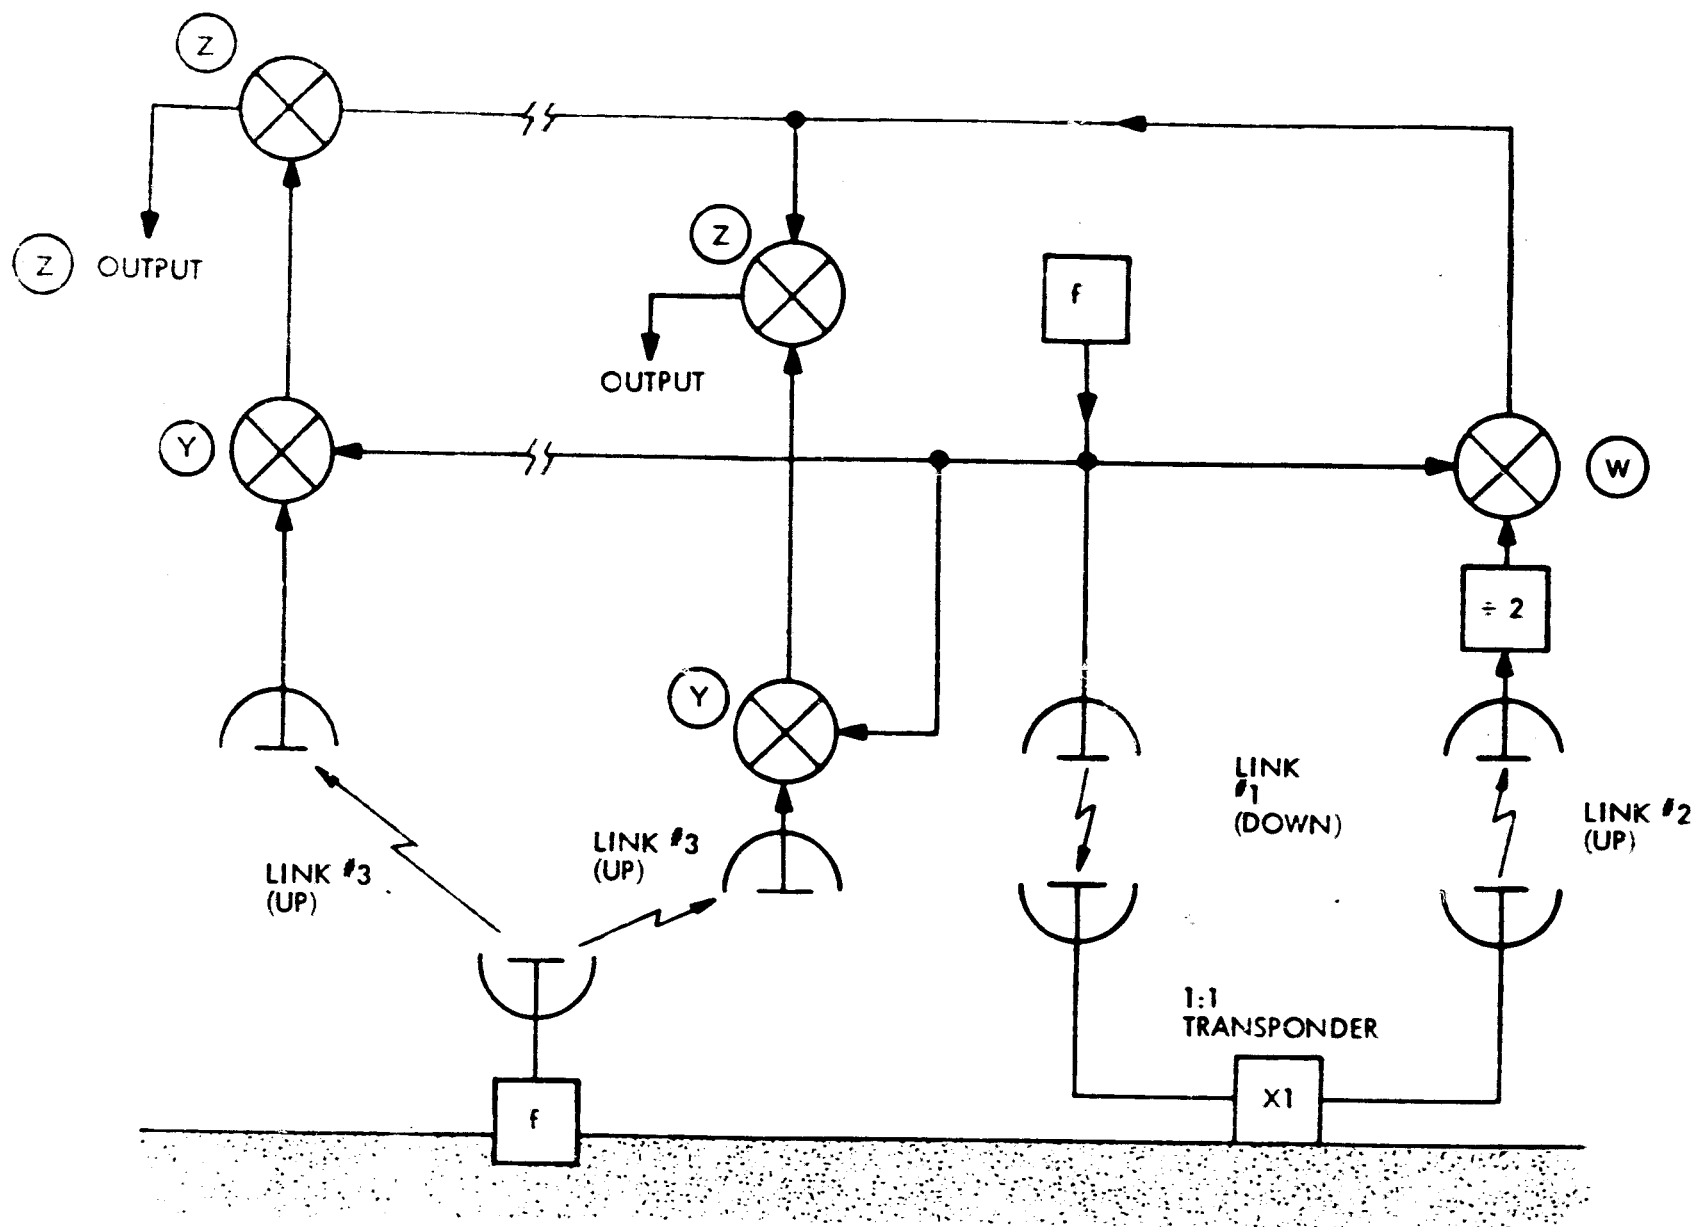 Z
Z OUTPUT
Z
OUTPUT
f
Y
W
÷ 2
Y
LINK
#1
(DOWN)
LINK #2
(UP)
LINK #3
(UP)
LINK #3
(UP)
1:1
TRANSPONDER
X1
f